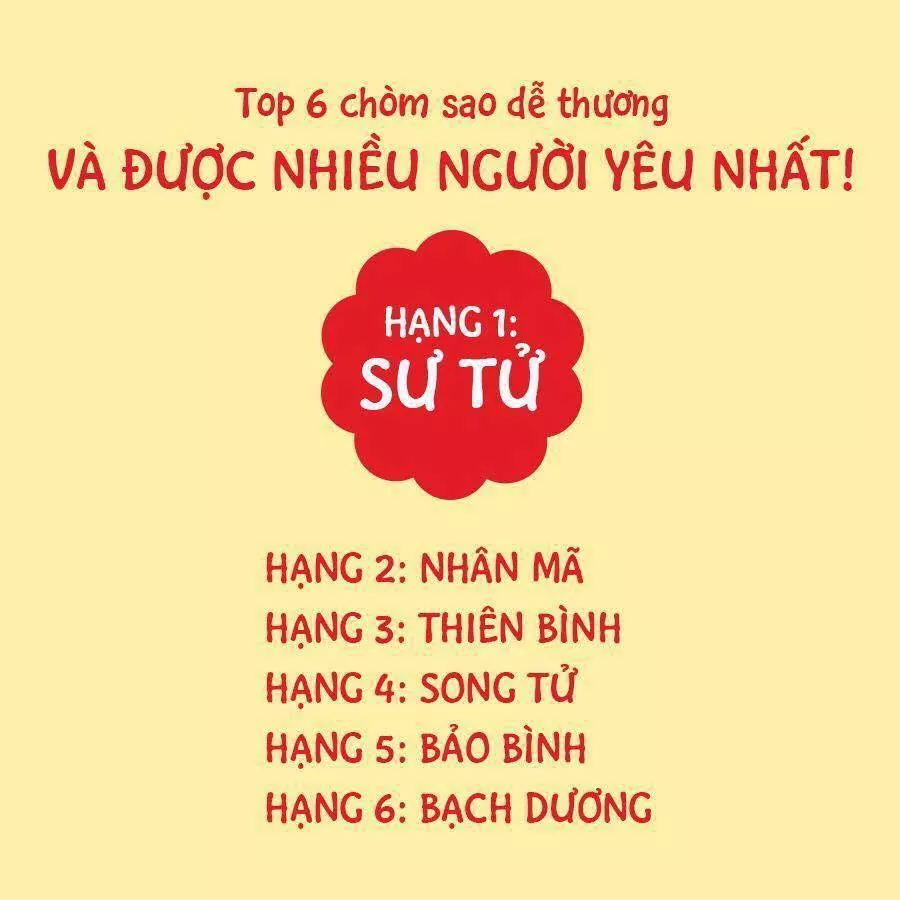 Top 6 chòm sao dễ thương
VÀ ĐƯỢC NHIỀU NGƯỜI YÊU NHẤT!
HẠNG 1:
SƯ TỬ
HẠNG 2: NHÂN MÃ
HẠNG 3: THIÊN BÌNH
HẠNG 4: SONG TỬ
HẠNG 5: BẢO BÌNH
HẠNG 6: BẠCH DƯƠNG